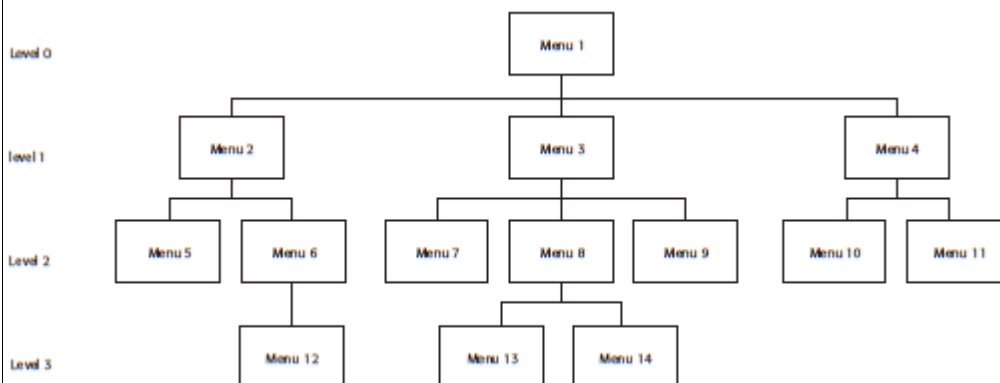 Level 0
Menu 1
level 1
Menu 2
Menu 3
Menu 4
Level 2
Menu 5
Menu 6
Menu 7
Menu 8
Menu 9
Menu 10
Menu 11
Level 3
Menu 12
Menu 13
Menu 14